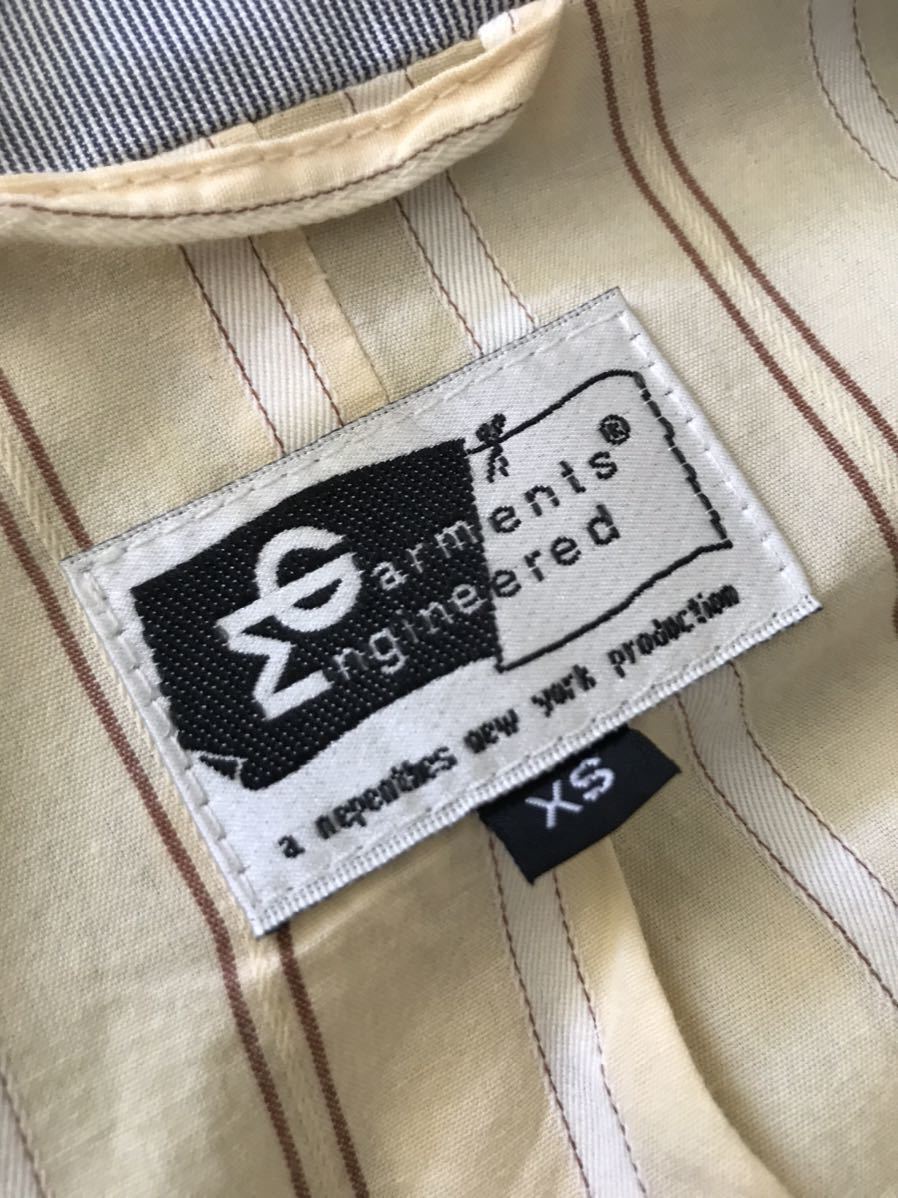 Garments®
Engineered
a nepenthes new york production
XS